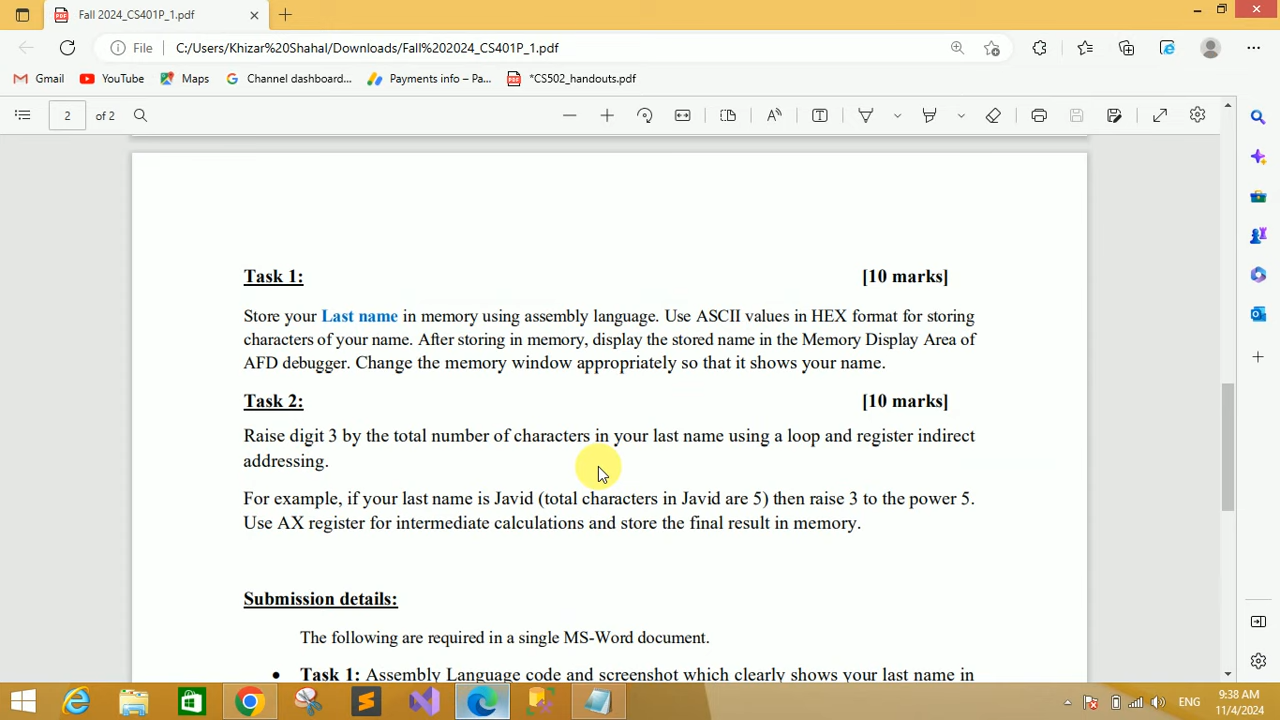 Fall 2024_CS401P_1.pdf
File
C:/Users/Khizar%20Shahal/Downloads/Fall%202024_CS401P_1.pdf
Gmail
YouTube
Maps
Channel dashboard...
Payments info – Pa...
*CS502_handouts.pdf
2 of 2
Task 1: [10 marks]
Store your Last name in memory using assembly language. Use ASCII values in HEX format for storing
characters of your name. After storing in memory, display the stored name in the Memory Display Area of
AFD debugger. Change the memory window appropriately so that it shows your name.
Task 2: [10 marks]
Raise digit 3 by the total number of characters in your last name using a loop and register indirect
addressing.
For example, if your last name is Javid (total characters in Javid are 5) then raise 3 to the power 5.
Use AX register for intermediate calculations and store the final result in memory.
Submission details:
The following are required in a single MS-Word document.
• Task 1: Assembly Language code and screenshot which clearly shows your last name in
ENG
9:38 AM
11/4/2024